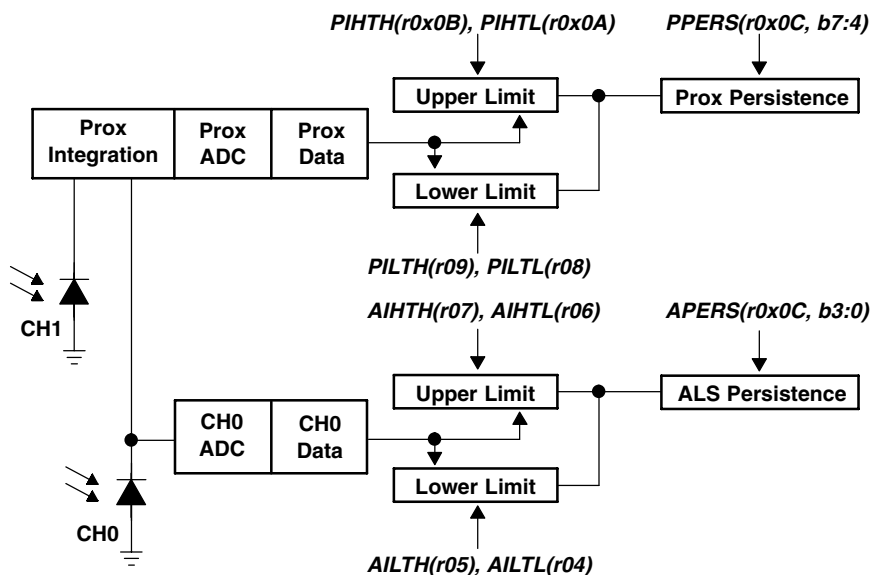 PIHTH(r0x0B), PIHTL(r0x0A)
PPERS(r0x0C, b7:4)
Upper Limit
Prox Persistence
Prox
Integration
Prox
ADC
Prox
Data
Lower Limit
PILTH(r09), PILTL(r08)
CH1
AIHTH(r07), AIHTL(r06)
APERS(r0x0C, b3:0)
Upper Limit
ALS Persistence
CH0
ADC
CH0
Data
Lower Limit
CH0
AILTH(r05), AILTL(r04)